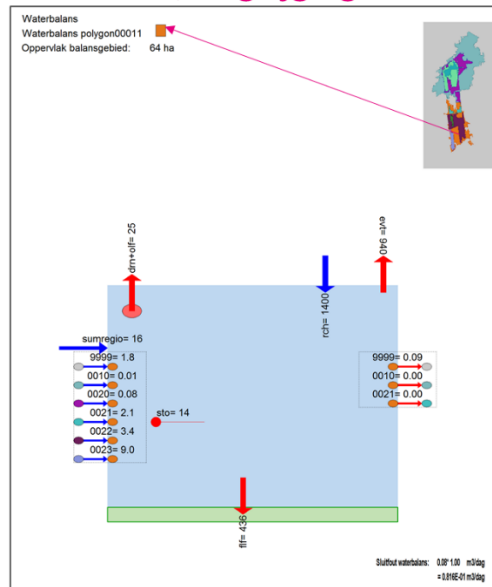 Waterbalans
Waterbalans polygon00011
Oppervlak balansgebied: 64 ha
drn+olf= 25
evt= 940
rch= 1400
sumregio= 16
9999= 1.8
0010= 0.01
0020= 0.08
0021= 2.1
0022= 3.4
0023= 9.0
sto= 14
9999= 0.09
0010= 0.00
0021= 0.00
flf= 436
Sluitfout waterbalans: 0.08* 1.00 m3/dag
= 0.816E-01 m3/dag